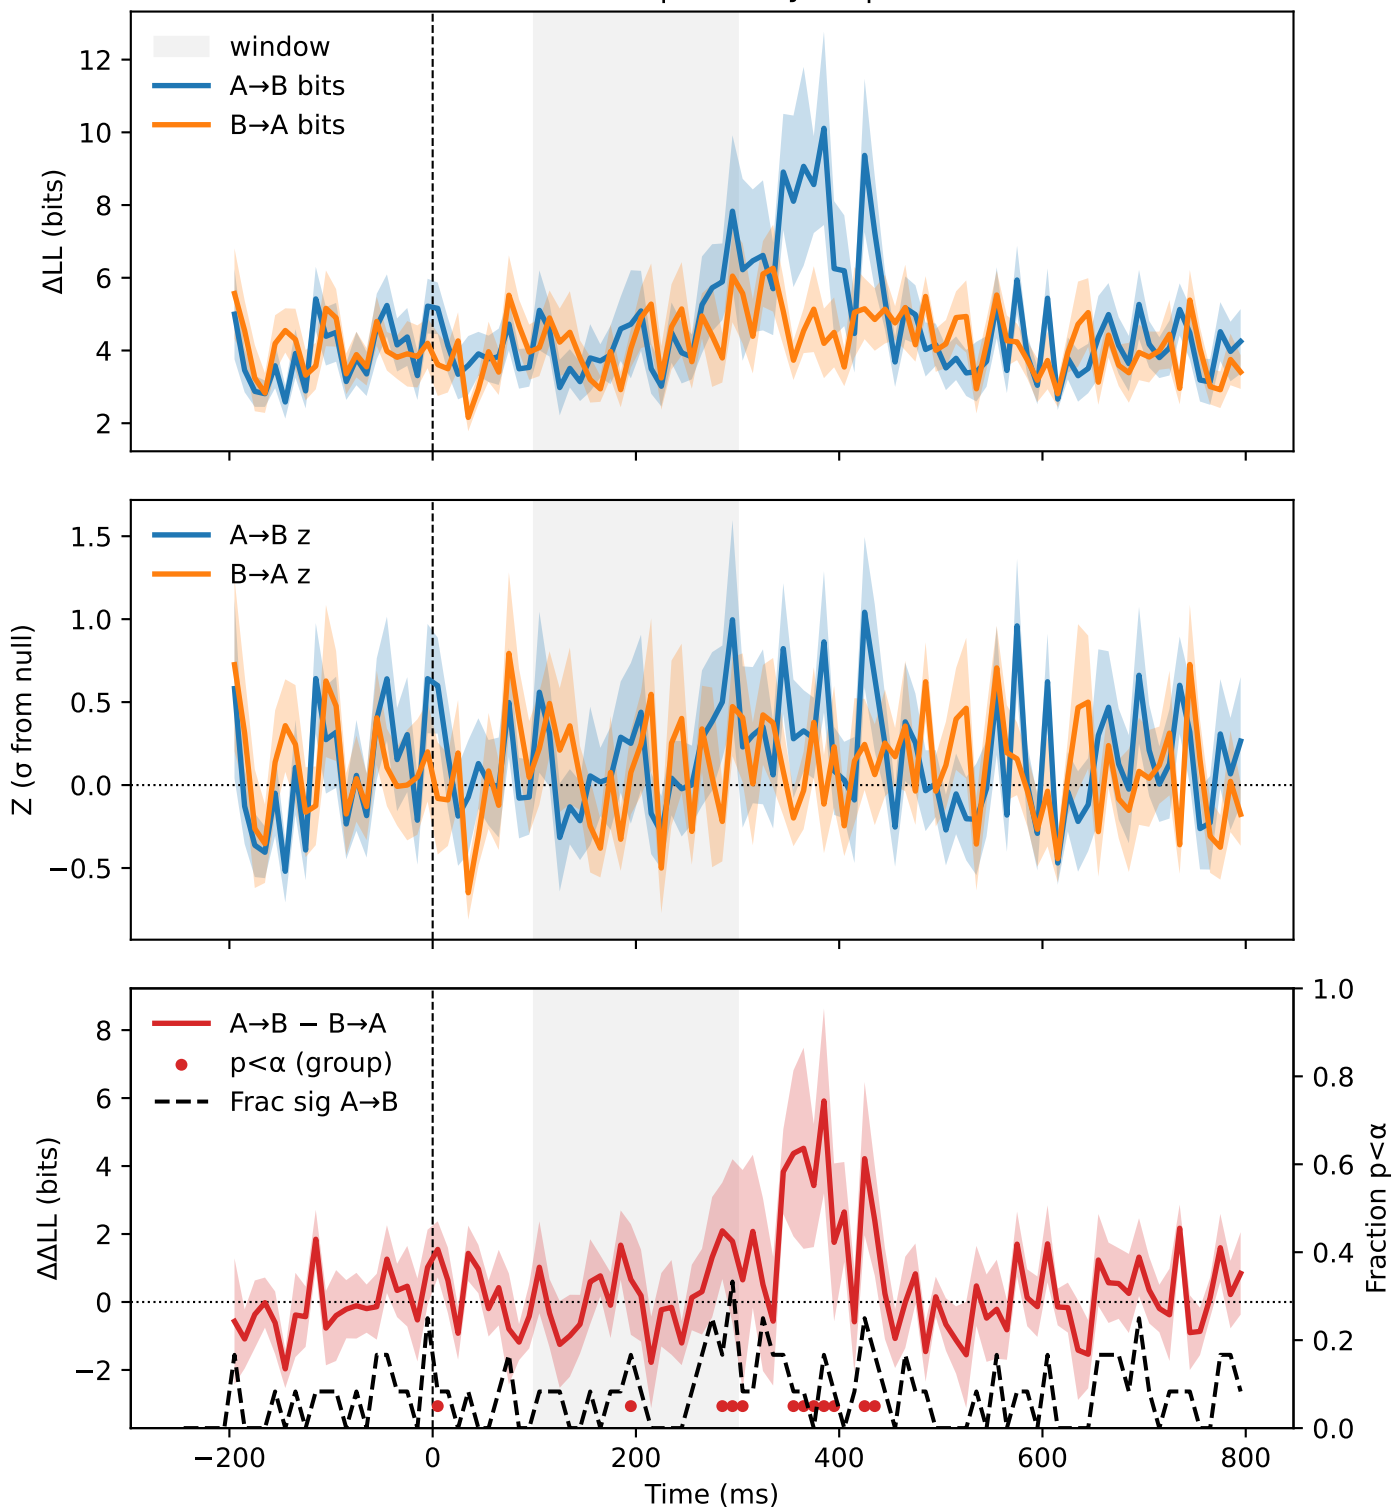 12
10
8
6
4
2
ΔLL (bits)
window
A→B bits
B→A bits
1.5
1.0
0.5
0.0
−0.5
Z (σ from null)
A→B z
B→A z
8
6
4
2
0
−2
ΔΔLL (bits)
A→B − B→A
p<α (group)
Frac sig A→B
1.0
0.8
0.6
0.4
0.2
0.0
Fraction p<α
−200
0
200
400
600
800
Time (ms)